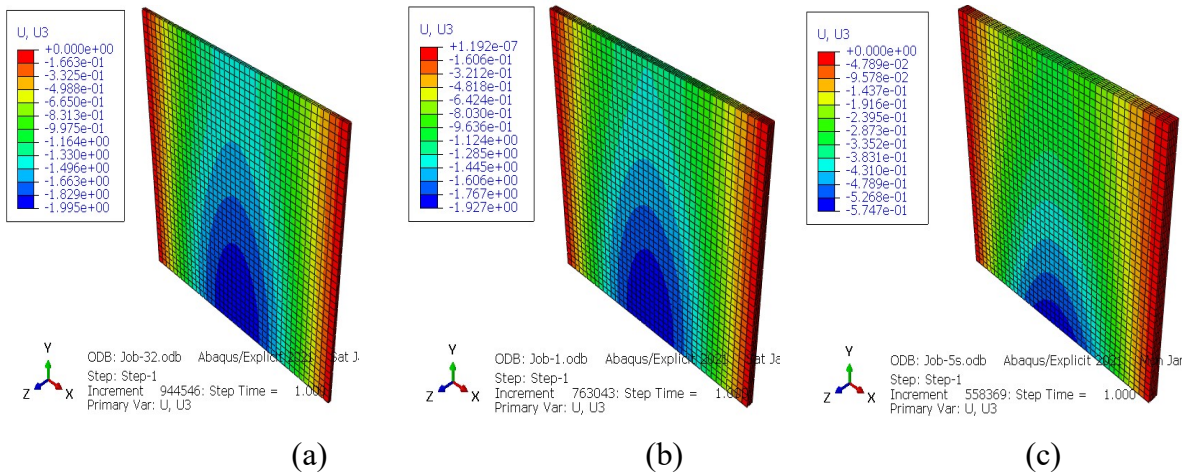 U, U3
+0.000e+00
-1.663e-01
-3.325e-01
-4.988e-01
-6.650e-01
-8.313e-01
-9.975e-01
-1.164e+00
-1.330e+00
-1.496e+00
-1.663e+00
-1.829e+00
-1.995e+00
Y
Z X
ODB: Job-32.odb Abaqus/Explicit 2021
Step: Step-1
Increment 944546: Step Time =
Primary Var: U, U3
(a)
U, U3
+1.192e-07
-1.606e-01
-3.212e-01
-4.818e-01
-6.424e-01
-8.030e-01
-9.636e-01
-1.124e+00
-1.285e+00
-1.445e+00
-1.606e+00
-1.767e+00
-1.927e+00
Y
Z X
ODB: Job-1.odb Abaqus/Explicit
Step: Step-1
Increment 763043: Step Time =
Primary Var: U, U3
(b)
U, U3
+0.000e+00
-4.789e-02
-9.578e-02
-1.437e-01
-1.916e-01
-2.395e-01
-2.873e-01
-3.352e-01
-3.831e-01
-4.310e-01
-4.789e-01
-5.268e-01
-5.747e-01
Y
Z X
ODB: Job-5s.odb Abaqus/Explicit
Step: Step-1
Increment 558369: Step Time = 1.000
Primary Var: U, U3
(c)